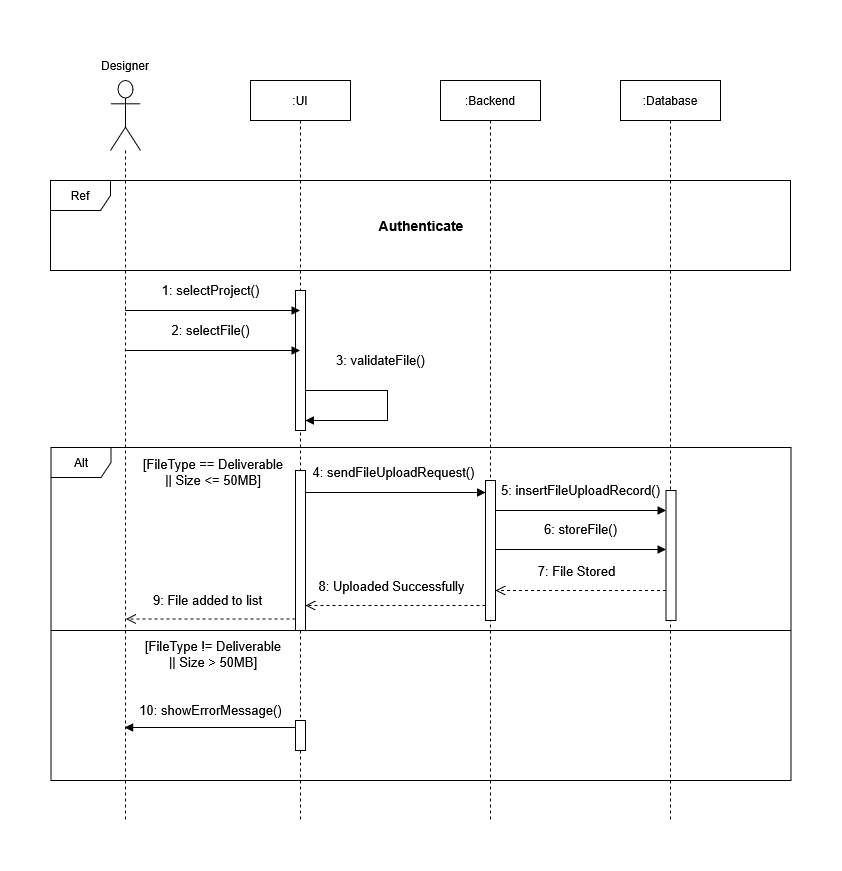 Designer
:UI
:Backend
:Database
Ref
Authenticate
1: selectProject()
2: selectFile()
3: validateFile()
Alt
[FileType == Deliverable
|| Size <= 50MB]
4: sendFileUploadRequest()
5: insertFileUploadRecord()
6: storeFile()
7: File Stored
8: Uploaded Successfully
9: File added to list
[FileType != Deliverable
|| Size > 50MB]
10: showErrorMessage()